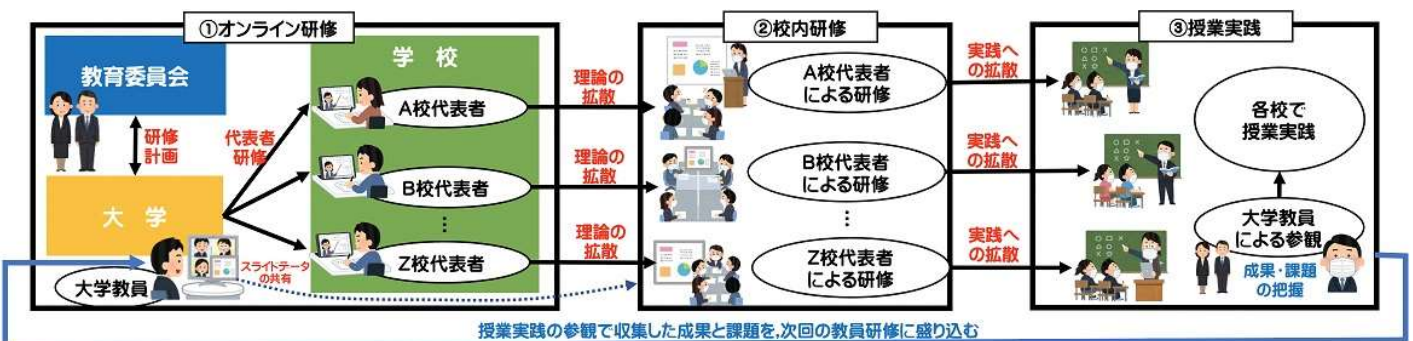 ①オンライン研修
教育委員会
研修
計画
大 学
大学教員
スライドデータ
の共有
代表者
研修
学 校
A校代表者
B校代表者
⋮
Z校代表者
理論の
拡散
理論の
拡散
理論の
拡散
②校内研修
A校代表者
による研修
B校代表者
による研修
⋮
Z校代表者
による研修
実践へ
の拡散
実践へ
の拡散
実践へ
の拡散
③授業実践
各校で
授業実践
大学教員
による参観
成果・課題
の把握
授業実践の参観で収集した成果と課題を,次回の教員研修に盛り込む